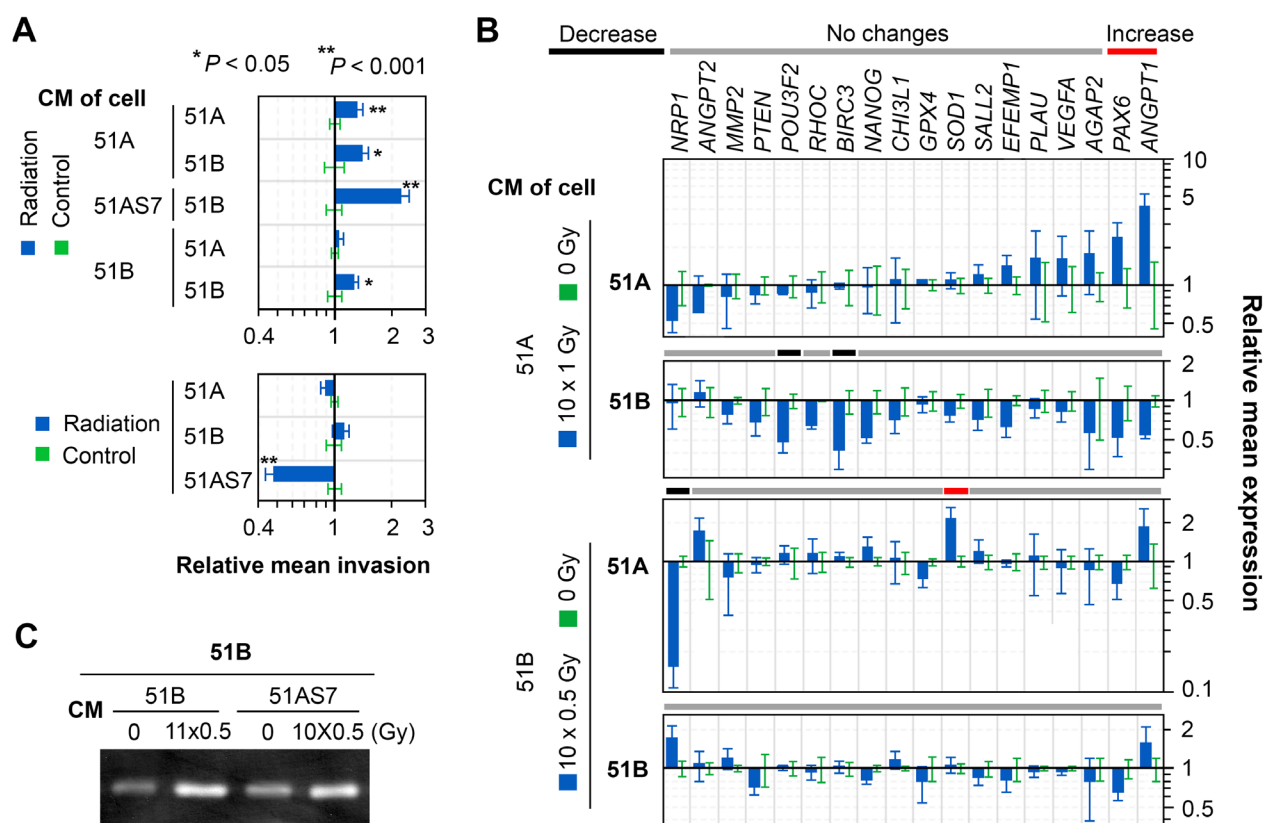 A
*P < 0.05
**P < 0.001
CM of cell
Radiation
Control
51A
51A
51B
51AS7
51B
51B
51A
51B
0.4
1
2
3
Radiation
Control
51A
51B
51AS7
0.4
1
2
3
Relative mean invasion
B
Decrease
No changes
Increase
NRP1
ANGPT2
MMP2
PTEN
POU3F2
RHOC
BIRC3
NANOG
CHI3L1
GPX4
SOD1
SALL2
EFEMP1
PLAU
VEGFA
AGAP2
PAX6
ANGPT1
CM of cell
51A
10 x 1 Gy
0 Gy
51A
10
5
1
0.5
51B
2
1
0.5
51B
10 x 0.5 Gy
0 Gy
51A
2
1
0.5
0.1
51B
2
1
0.5
Relative mean expression
C
51B
CM
51B
51AS7
0
11x0.5
0
10X0.5
(Gy)